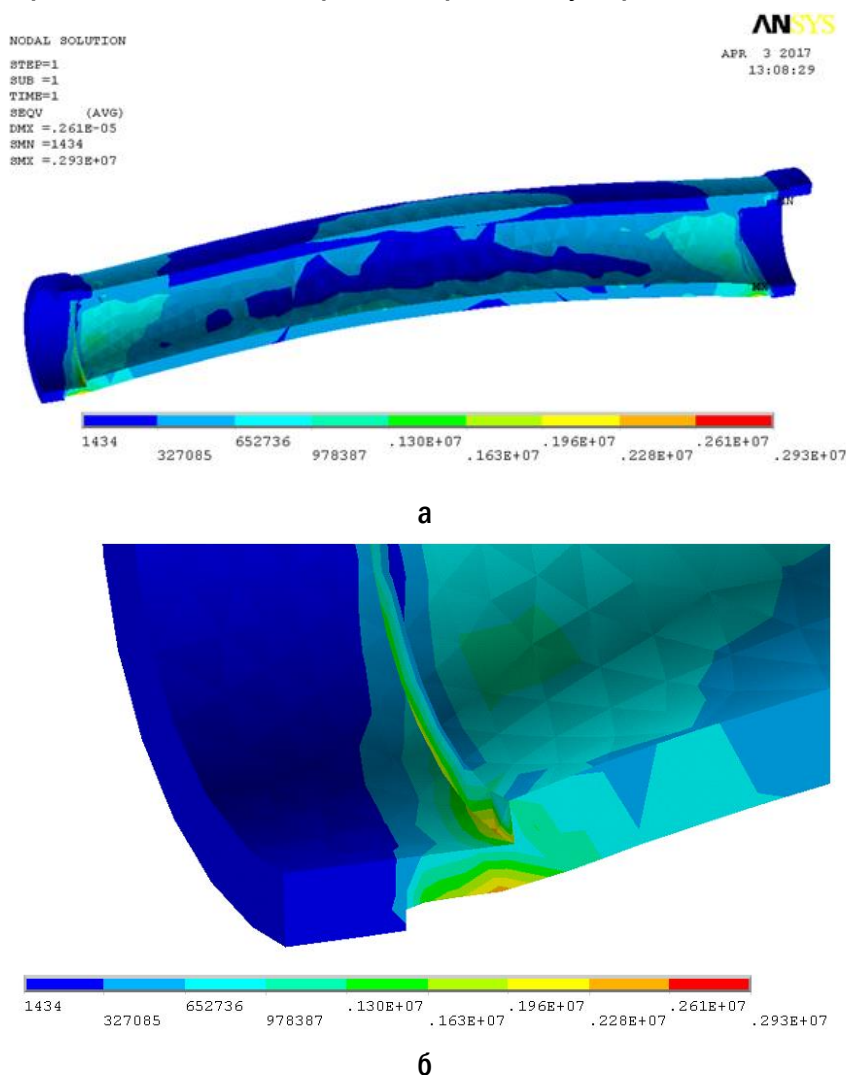 ANSYS
NODAL SOLUTION
APR 3 2017
13:08:29
STEP=1
SUB =1
TIME=1
SEQV (AVG)
DMX =.261E-05
SMN =1434
SMX =.293E+07
MN
1434 652736 .130E+07 .196E+07 .261E+07
327085 978387 .163E+07 .228E+07 .293E+07
а
1434 652736 .130E+07 .196E+07 .261E+07
327085 978387 .163E+07 .228E+07 .293E+07
б